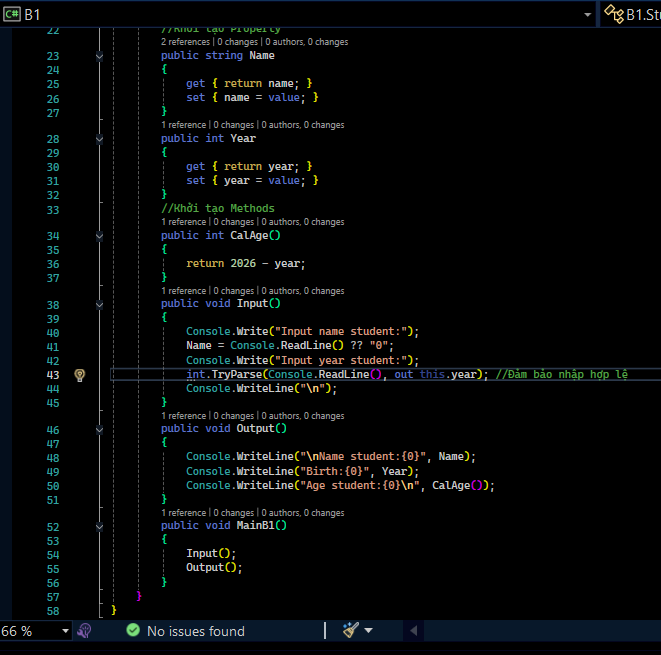 C# B1
B1.Stu
22 //Khởi tạo Property
2 references | 0 changes | 0 authors, 0 changes
23 public string Name
24 {
25 get { return name; }
26 set { name = value; }
27 }
1 reference | 0 changes | 0 authors, 0 changes
28 public int Year
29 {
30 get { return year; }
31 set { year = value; }
32 }
33 //Khởi tạo Methods
1 reference | 0 changes | 0 authors, 0 changes
34 public int CalAge()
35 {
36 return 2026 - year;
37 }
1 reference | 0 changes | 0 authors, 0 changes
38 public void Input()
39 {
40 Console.Write("Input name student:");
41 Name = Console.ReadLine() ?? "0";
42 Console.Write("Input year student:");
43 int.TryParse(Console.ReadLine(), out this.year); //Đảm bảo nhập hợp lệ
44 Console.WriteLine("\n");
45 }
1 reference | 0 changes | 0 authors, 0 changes
46 public void Output()
47 {
48 Console.WriteLine("\nName student:{0}", Name);
49 Console.WriteLine("Birth:{0}", Year);
50 Console.WriteLine("Age student:{0}\n", CalAge());
51 }
1 reference | 0 changes | 0 authors, 0 changes
52 public void MainB1()
53 {
54 Input();
55 Output();
56 }
57 }
58 }
66 % No issues found